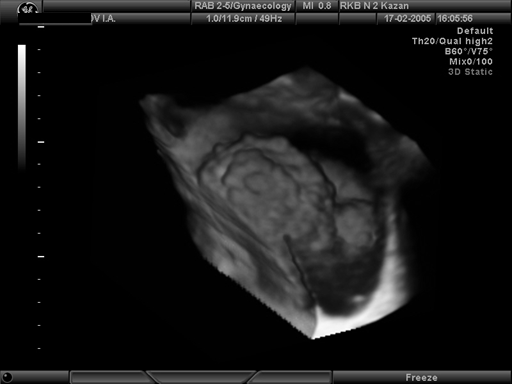 RAB 2-5/Gynaecology MI 0.8 RKB N 2 Kazan
V I.A. 1.0/11.9cm / 49Hz 17-02-2005 16:05:56
Default
Th20/Qual high2
B60°/V75°
Mix0/100
3D Static
Freeze